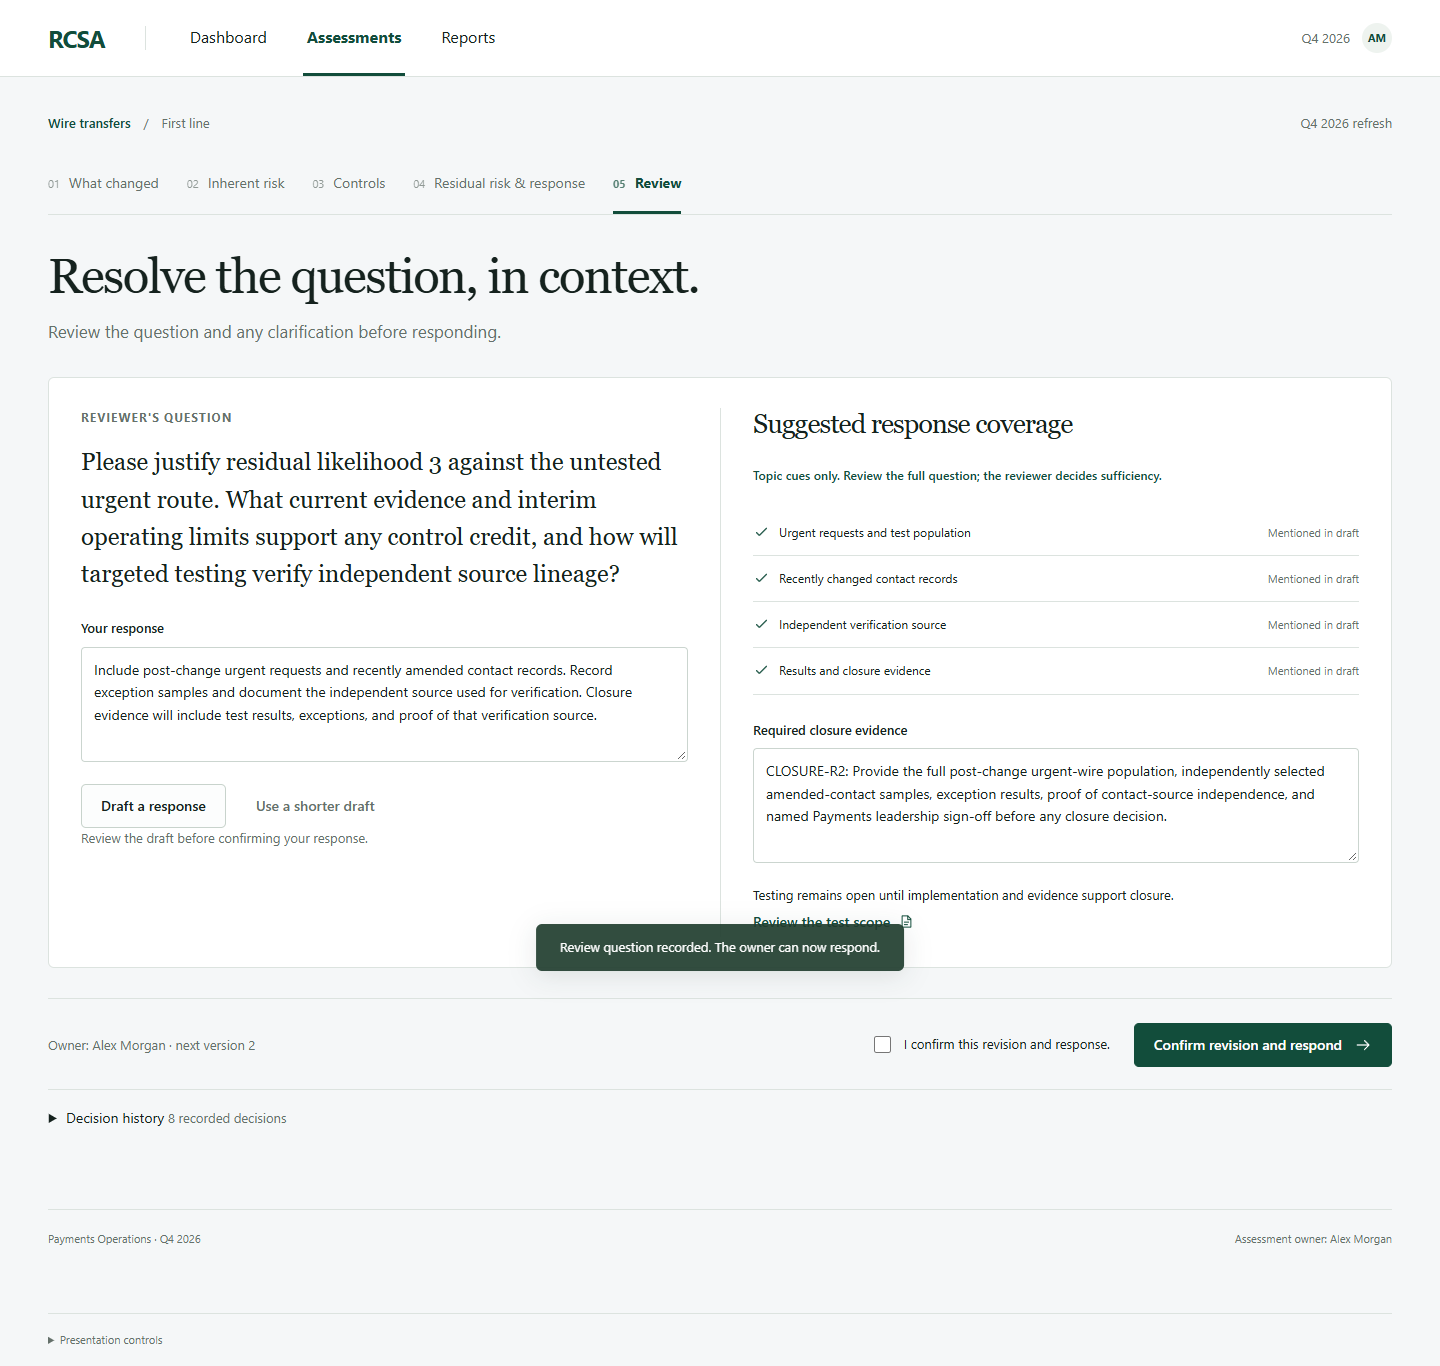 RCSA
Dashboard
Assessments
Reports
Q4 2026
AM
Wire transfers / First line
Q4 2026 refresh
01 What changed
02 Inherent risk
03 Controls
04 Residual risk & response
05 Review
Resolve the question, in context.
Review the question and any clarification before responding.
REVIEWER'S QUESTION
Please justify residual likelihood 3 against the untested
urgent route. What current evidence and interim
operating limits support any control credit, and how will
targeted testing verify independent source lineage?
Your response
Include post-change urgent requests and recently amended contact records. Record
exception samples and document the independent source used for verification. Closure
evidence will include test results, exceptions, and proof of that verification source.
Draft a response
Use a shorter draft
Review the draft before confirming your response.
Suggested response coverage
Topic cues only. Review the full question; the reviewer decides sufficiency.
Urgent requests and test population
Mentioned in draft
Recently changed contact records
Mentioned in draft
Independent verification source
Mentioned in draft
Results and closure evidence
Mentioned in draft
Required closure evidence
CLOSURE-R2: Provide the full post-change urgent-wire population, independently selected
amended-contact samples, exception results, proof of contact-source independence, and
named Payments leadership sign-off before any closure decision.
Testing remains open until implementation and evidence support closure.
Review the test scope
Review question recorded. The owner can now respond.
Owner: Alex Morgan · next version 2
I confirm this revision and response.
Confirm revision and respond
Decision history 8 recorded decisions
Payments Operations · Q4 2026
Assessment owner: Alex Morgan
Presentation controls